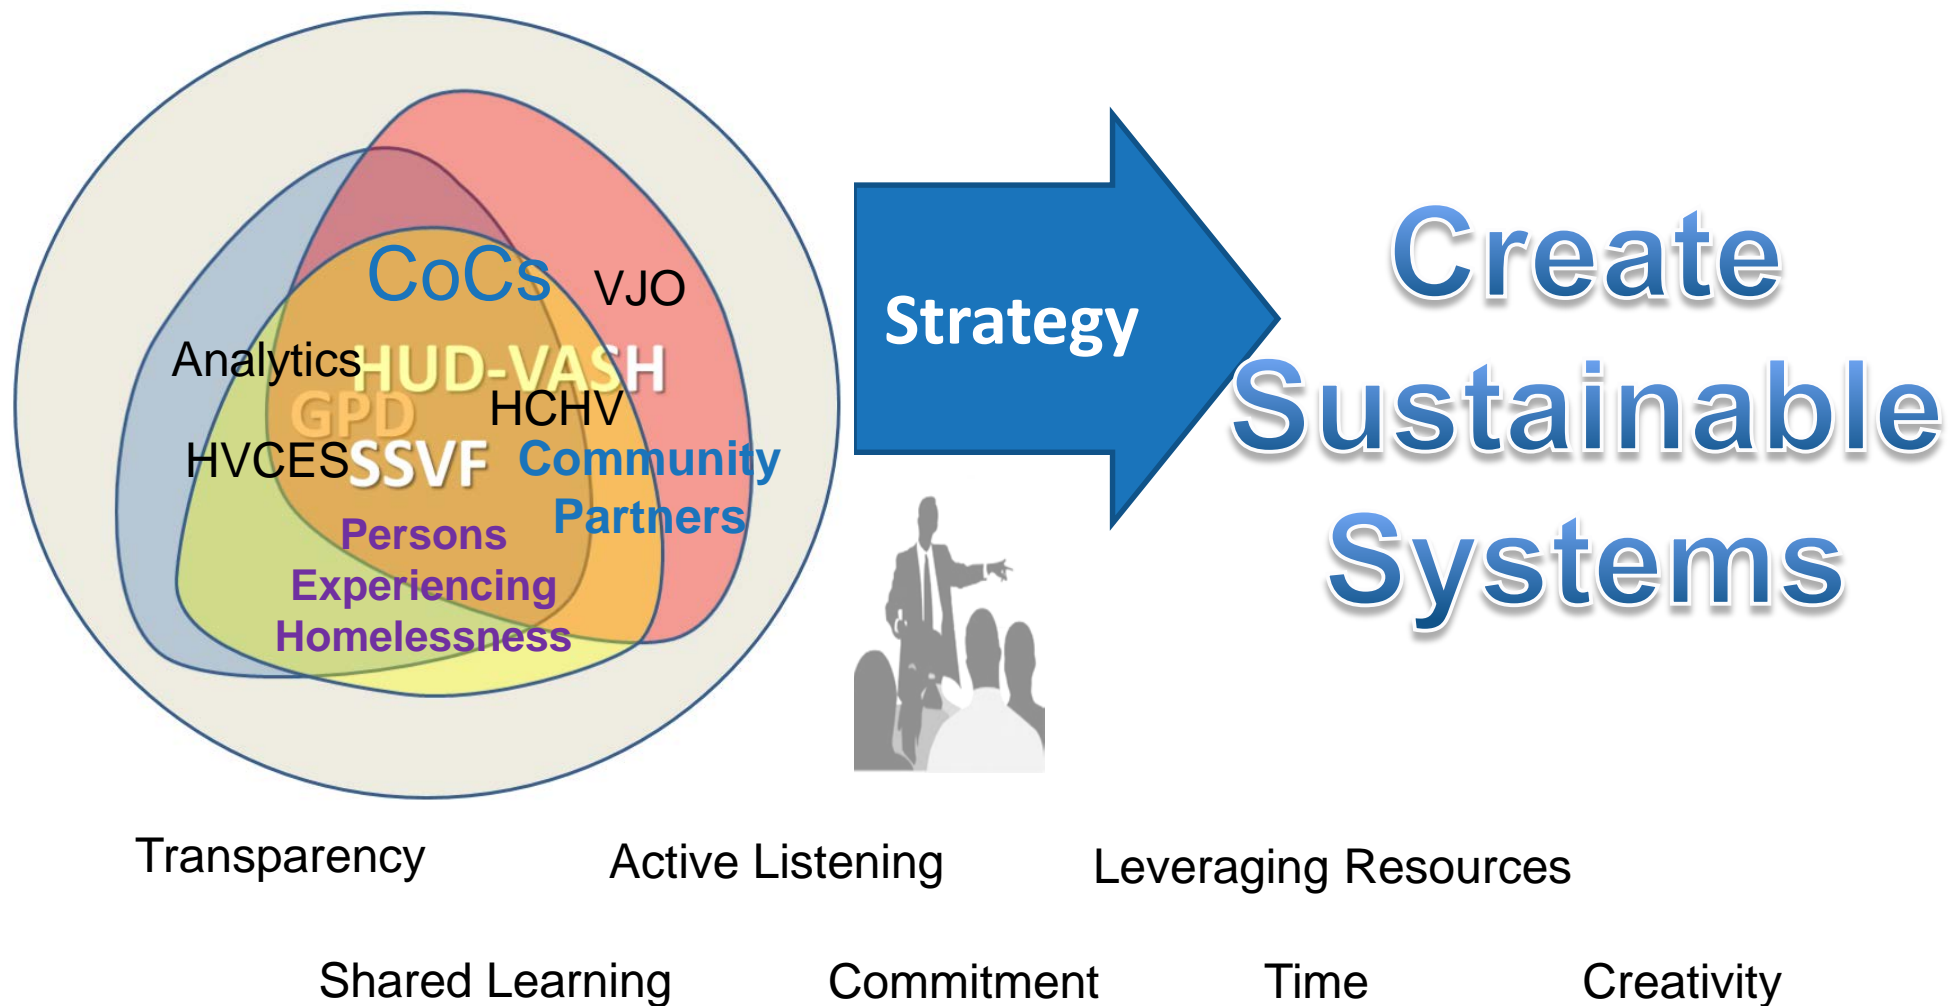 CoCs
VJO
Analytics
HUD-VASH
GPD
HCHV
HVCES
SSVF
Community
Partners
Persons
Experiencing
Homelessness
Strategy
Create
Sustainable
Systems
Transparency
Active Listening
Leveraging Resources
Shared Learning
Commitment
Time
Creativity